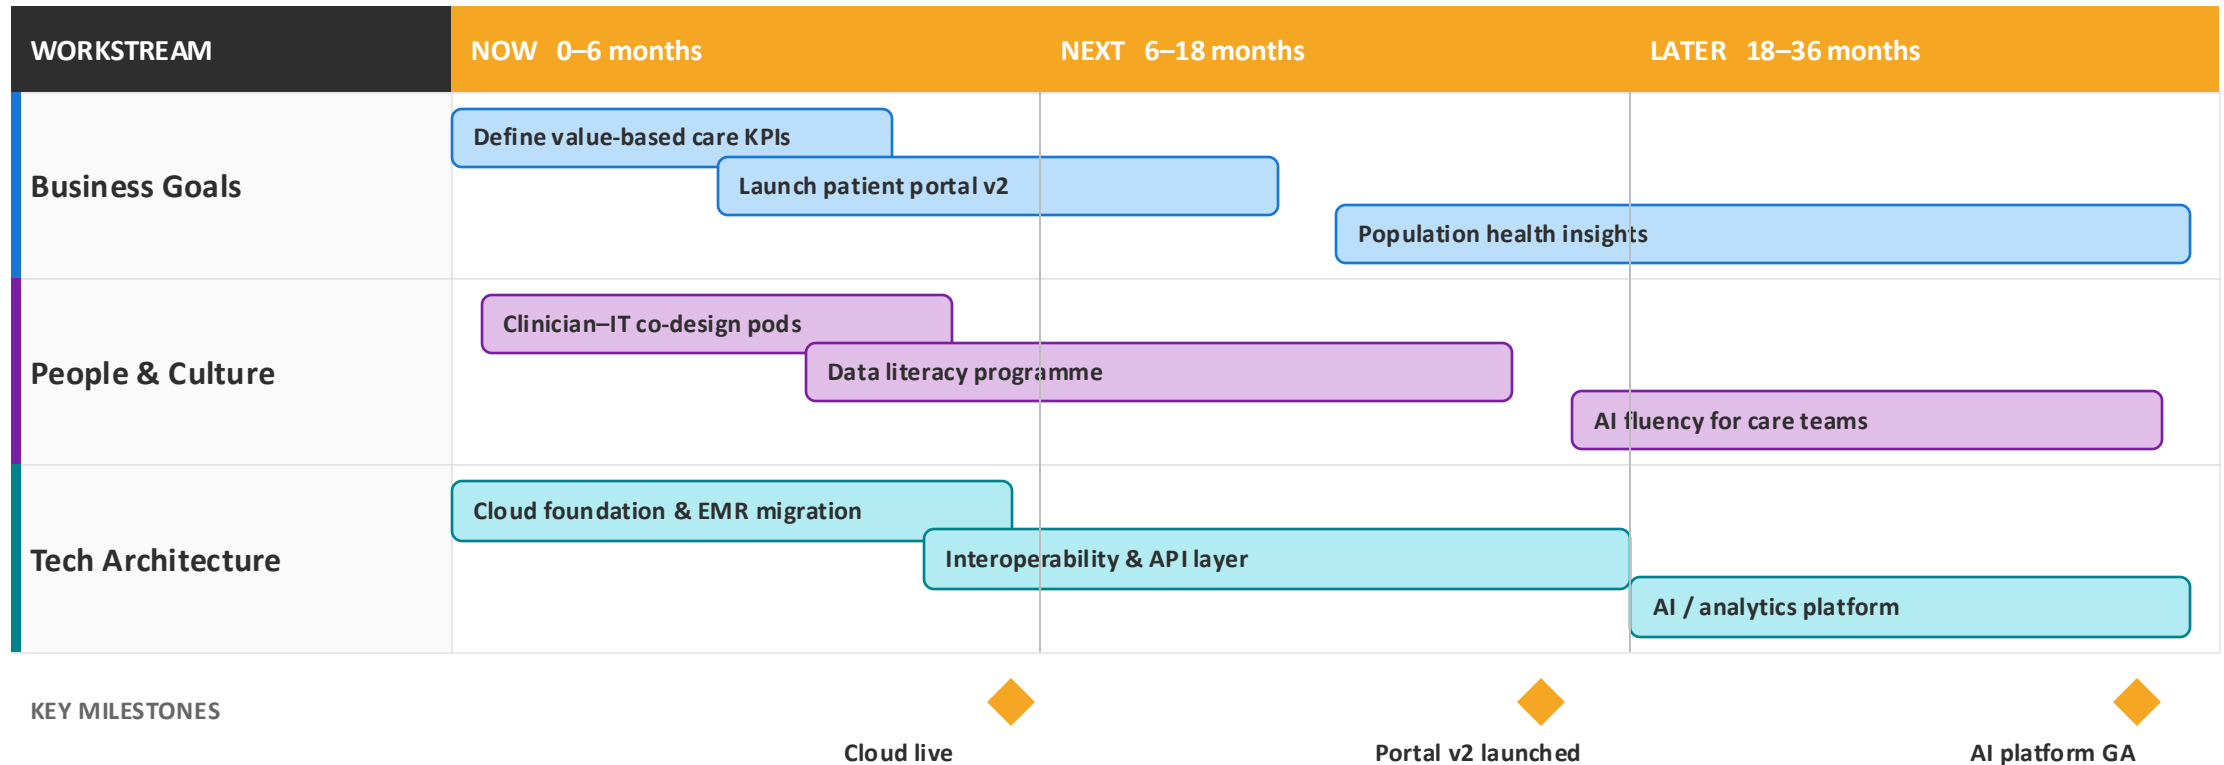 WORKSTREAM
NOW 0–6 months
NEXT 6–18 months
LATER 18–36 months
Business Goals
Define value-based care KPIs
Launch patient portal v2
Population health insights
People & Culture
Clinician–IT co-design pods
Data literacy programme
AI fluency for care teams
Tech Architecture
Cloud foundation & EMR migration
Interoperability & API layer
AI / analytics platform
KEY MILESTONES
Cloud live
Portal v2 launched
AI platform GA